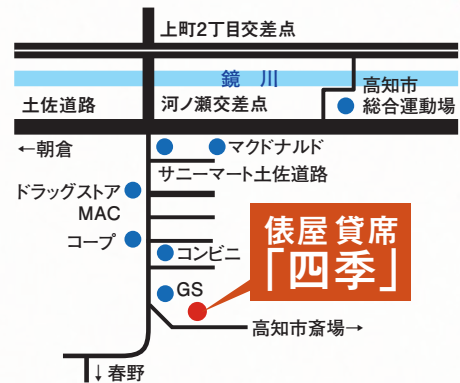 上町2丁目交差点
鏡川
高知市
総合運動場
土佐道路
河ノ瀬交差点
←朝倉
マクドナルド
サニーマート土佐道路
ドラッグストア
MAC
コープ
コンビニ
俵屋 貸席
「四季」
GS
高知市斎場→
↓春野